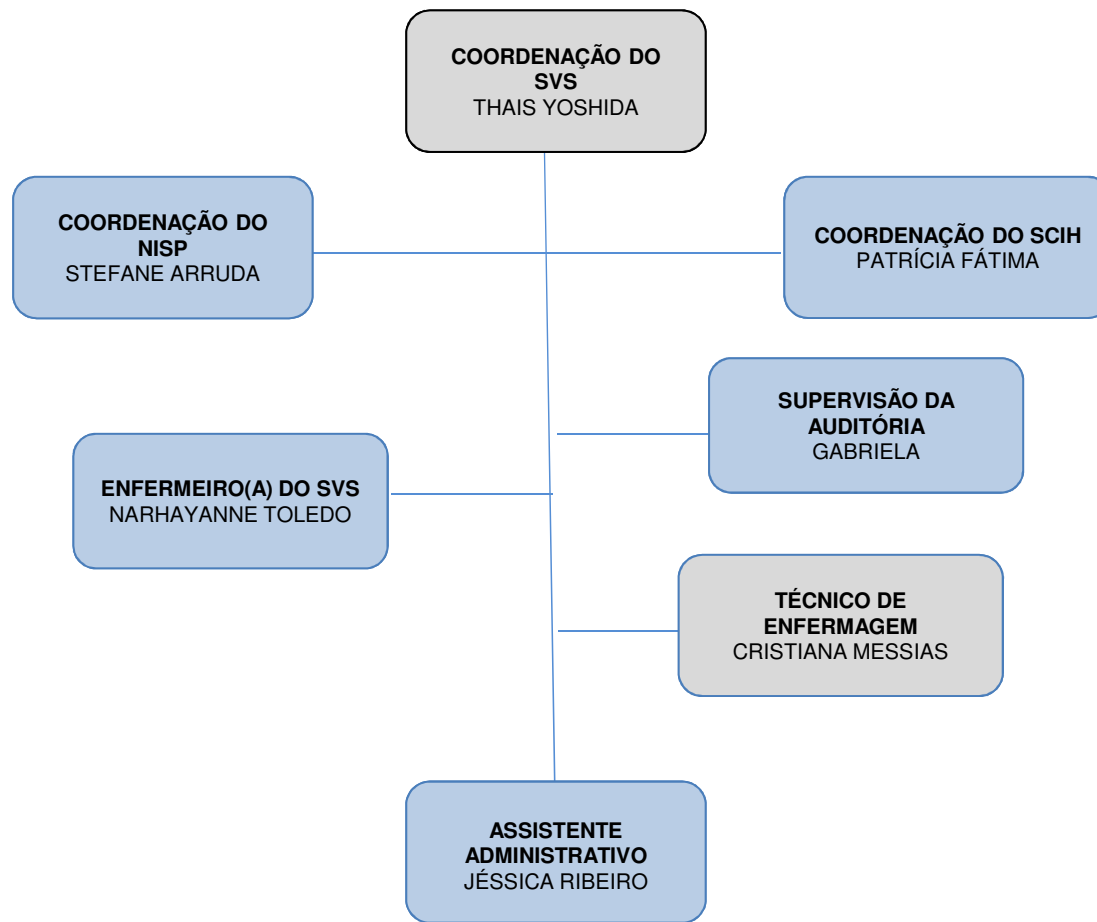 COORDENAÇÃO DO
SVS
THAIS YOSHIDA
COORDENAÇÃO DO
NISP
STEFANE ARRUDA
COORDENAÇÃO DO SCIH
PATRÍCIA FÁTIMA
SUPERVISÃO DA
AUDITÓRIA
GABRIELA
ENFERMEIRO(A) DO SVS
NARHAYANNE TOLEDO
TÉCNICO DE
ENFERMAGEM
CRISTIANA MESSIAS
ASSISTENTE
ADMINISTRATIVO
JÉSSICA RIBEIRO